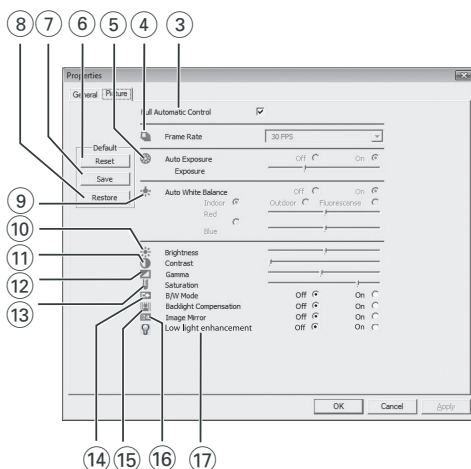 8 7 6 5 4 3
Properties
General Picture
Full Automatic Control
Frame Rate 30 FPS
Default
Reset
Save
Restore
Auto Exposure Off On
Exposure
9
Auto White Balance Off On
Indoor Outdoor Fluorescense
Red
Blue
10 Brightness
11 Contrast
12 Gamma
13 Saturation
B/W Mode Off On
Backlight Compensation Off On
Image Mirror Off On
Low light enhancement Off On
OK Cancel Apply
14 15 16 17